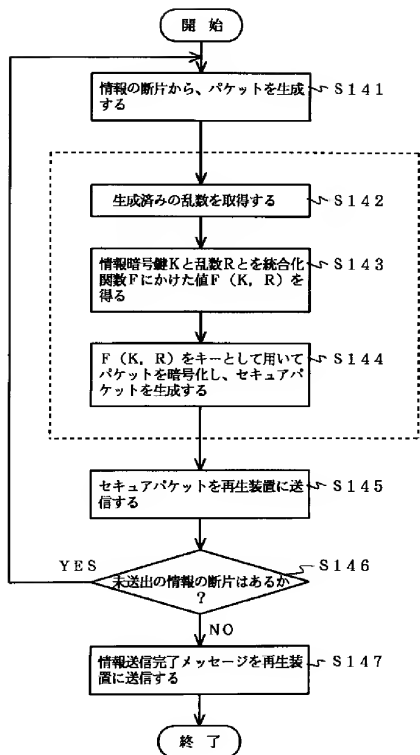 開 始
情報の断片から、パケットを生成
する
S141
生成済みの乱数を取得する
S142
情報暗号鍵Kと乱数Rとを統合化
関数Fにかけた値F(K,R)を
得る
S143
F(K,R)をキーとして用いて
パケットを暗号化し、セキュアパ
ケットを生成する
S144
セキュアパケットを再生装置に送
信する
S145
YES
未送出の情報の断片はあるか
?
S146
NO
情報送信完了メッセージを再生装
置に送信する
S147
終 了